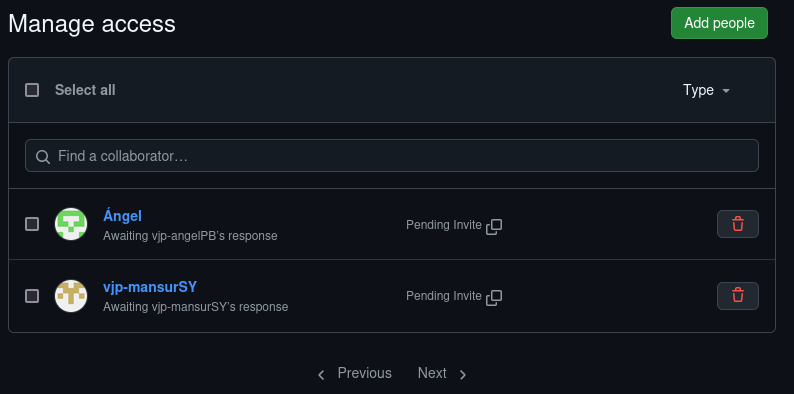 Manage access
Add people
Select all
Type
Find a collaborator...
Ángel
Awaiting vjp-angelPB's response
Pending Invite
vjp-mansurSY
Awaiting vjp-mansurSY's response
Pending Invite
Previous
Next